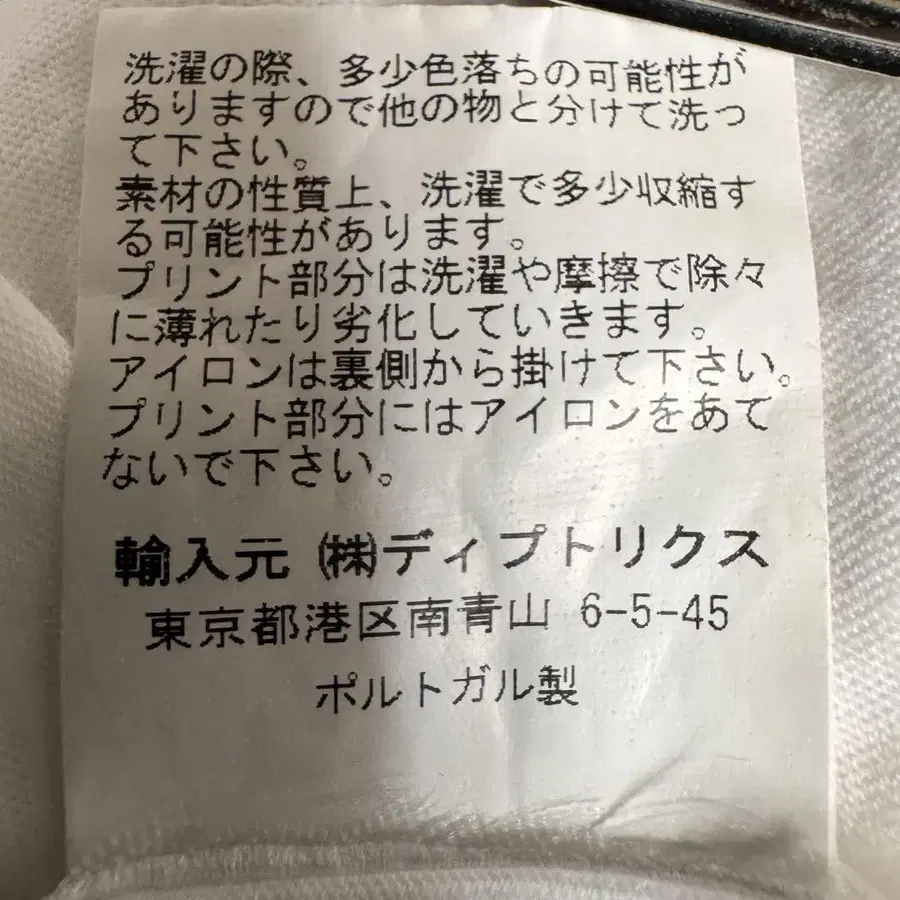 洗濯の際、多少色落ちの可能性が
ありますので他の物と分けて洗っ
て下さい。
素材の性質上、洗濯で多少収縮す
る可能性があります。
プリント部分は洗濯や摩擦で除々
に薄れたり劣化していきます。
アイロンは裏側から掛けて下さい。
プリント部分にはアイロンをあて
ないで下さい。
輸入元 ㈱ディプトリクス
東京都港区南青山 6-5-45
ポルトガル製